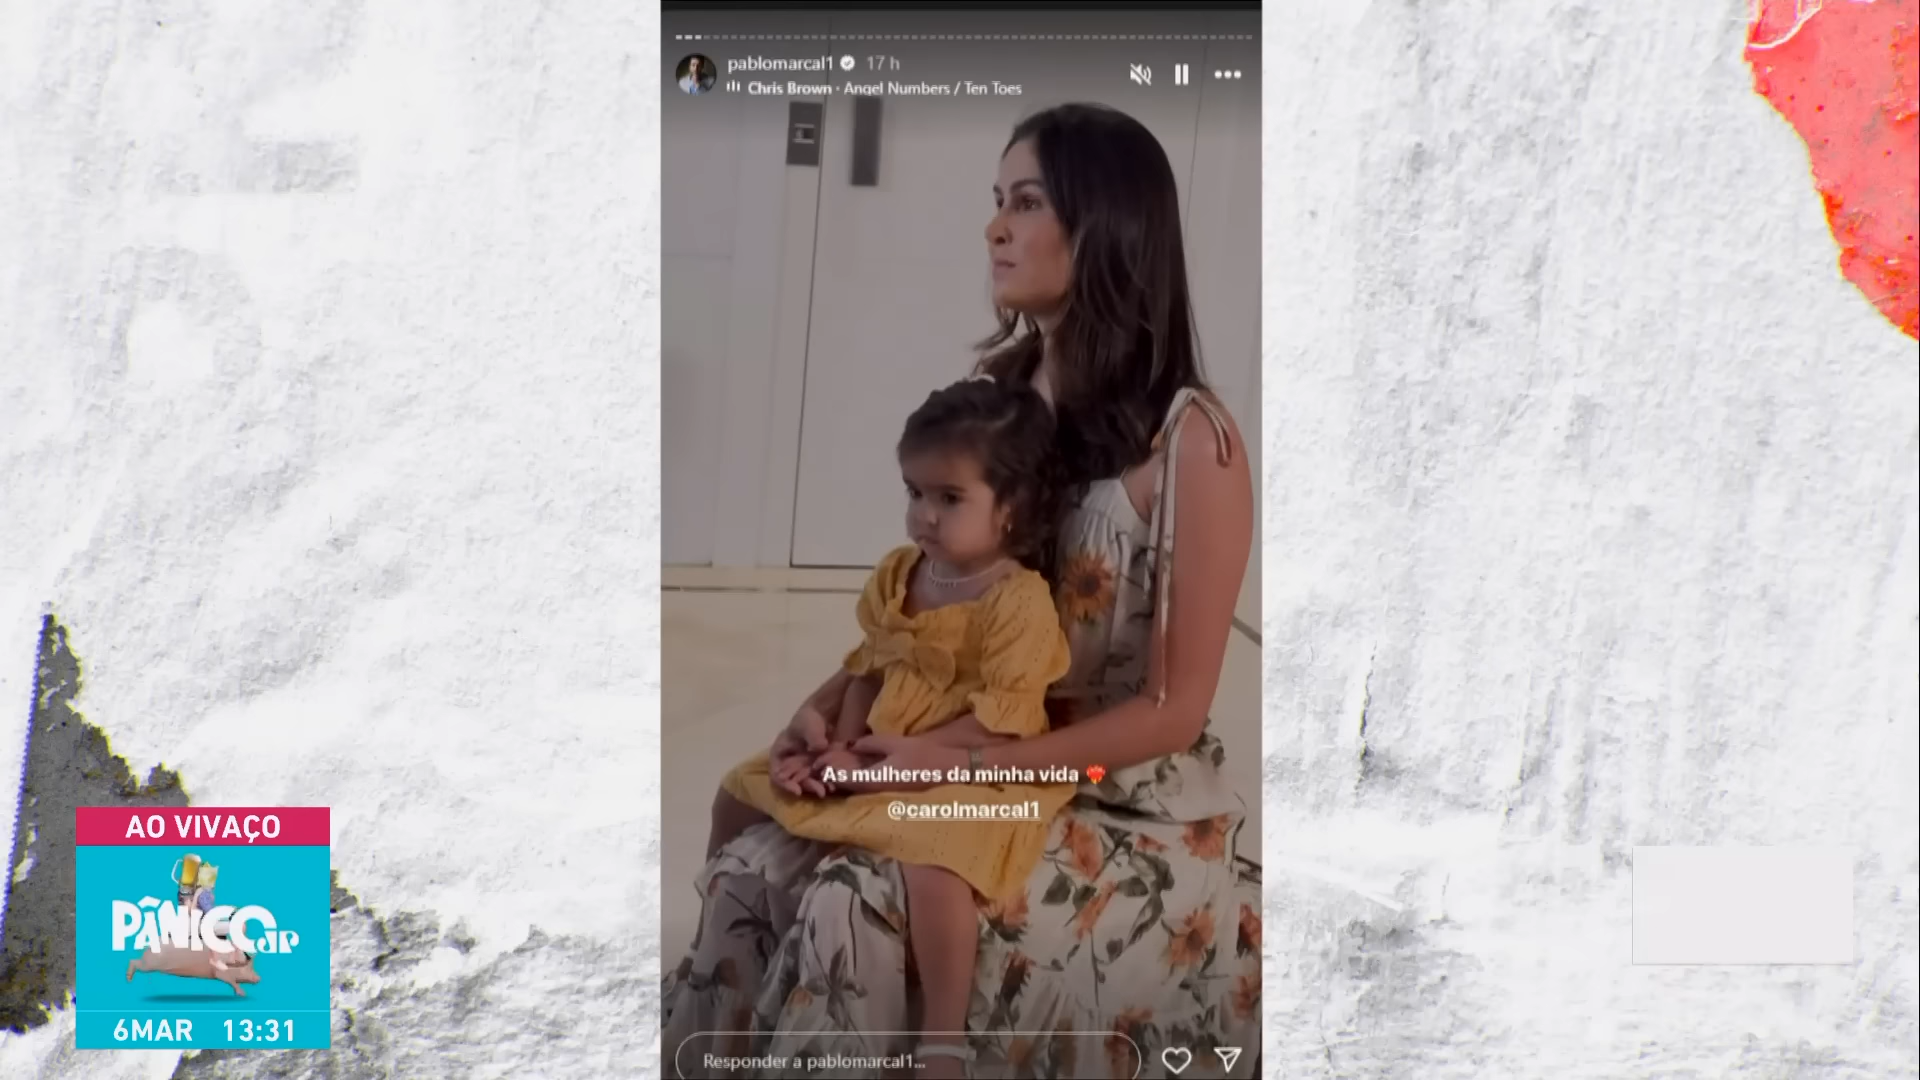 pablomarcal1 17 h
Chris Brown · Angel Numbers / Ten Toes
As mulheres da minha vida
@carolmarcal1
Responder a pablomarcal1...
AO VIVAÇO
PÂNICO JP
6MAR 13:31